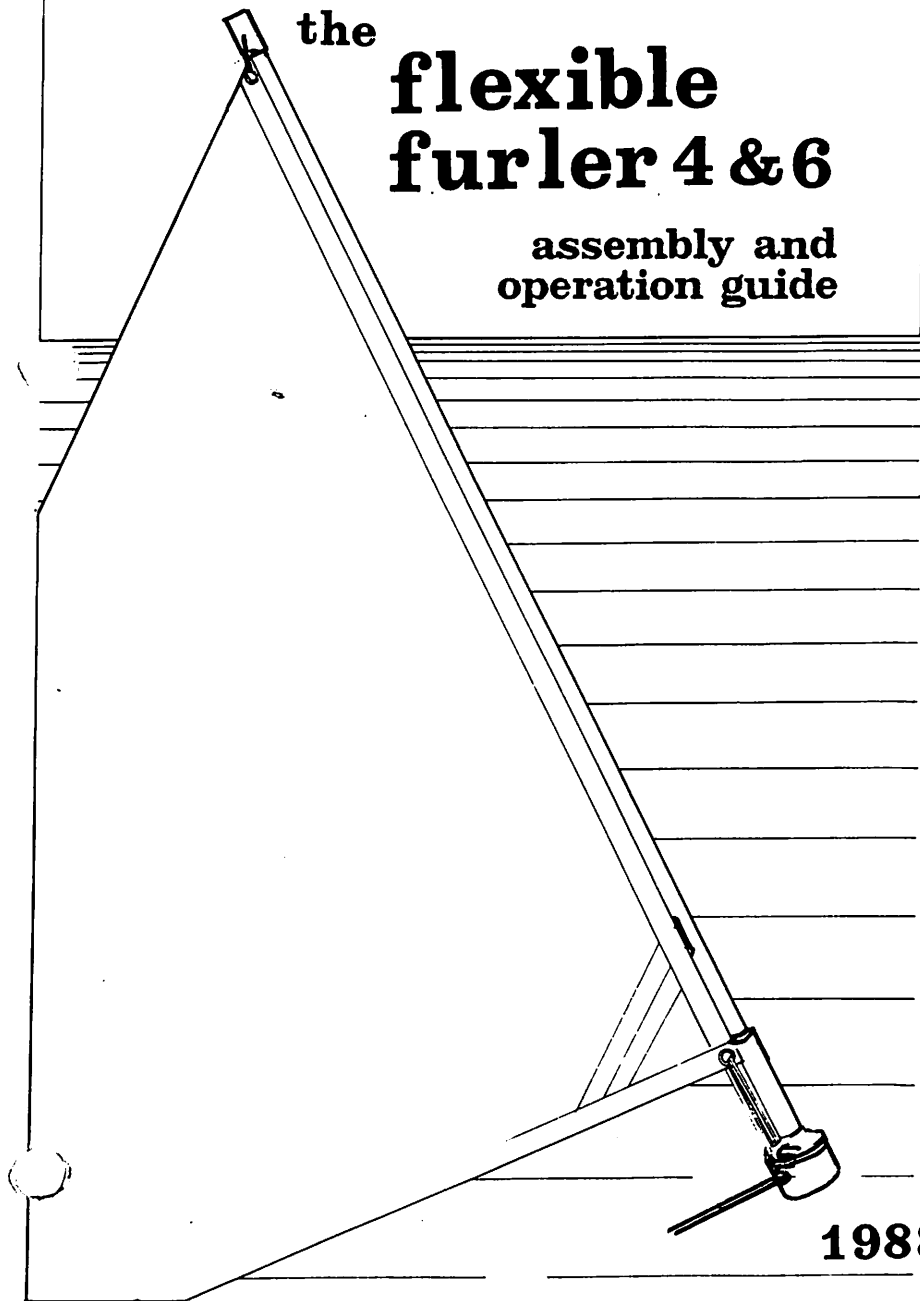 the
flexible
furler 4 & 6
assembly and
operation guide